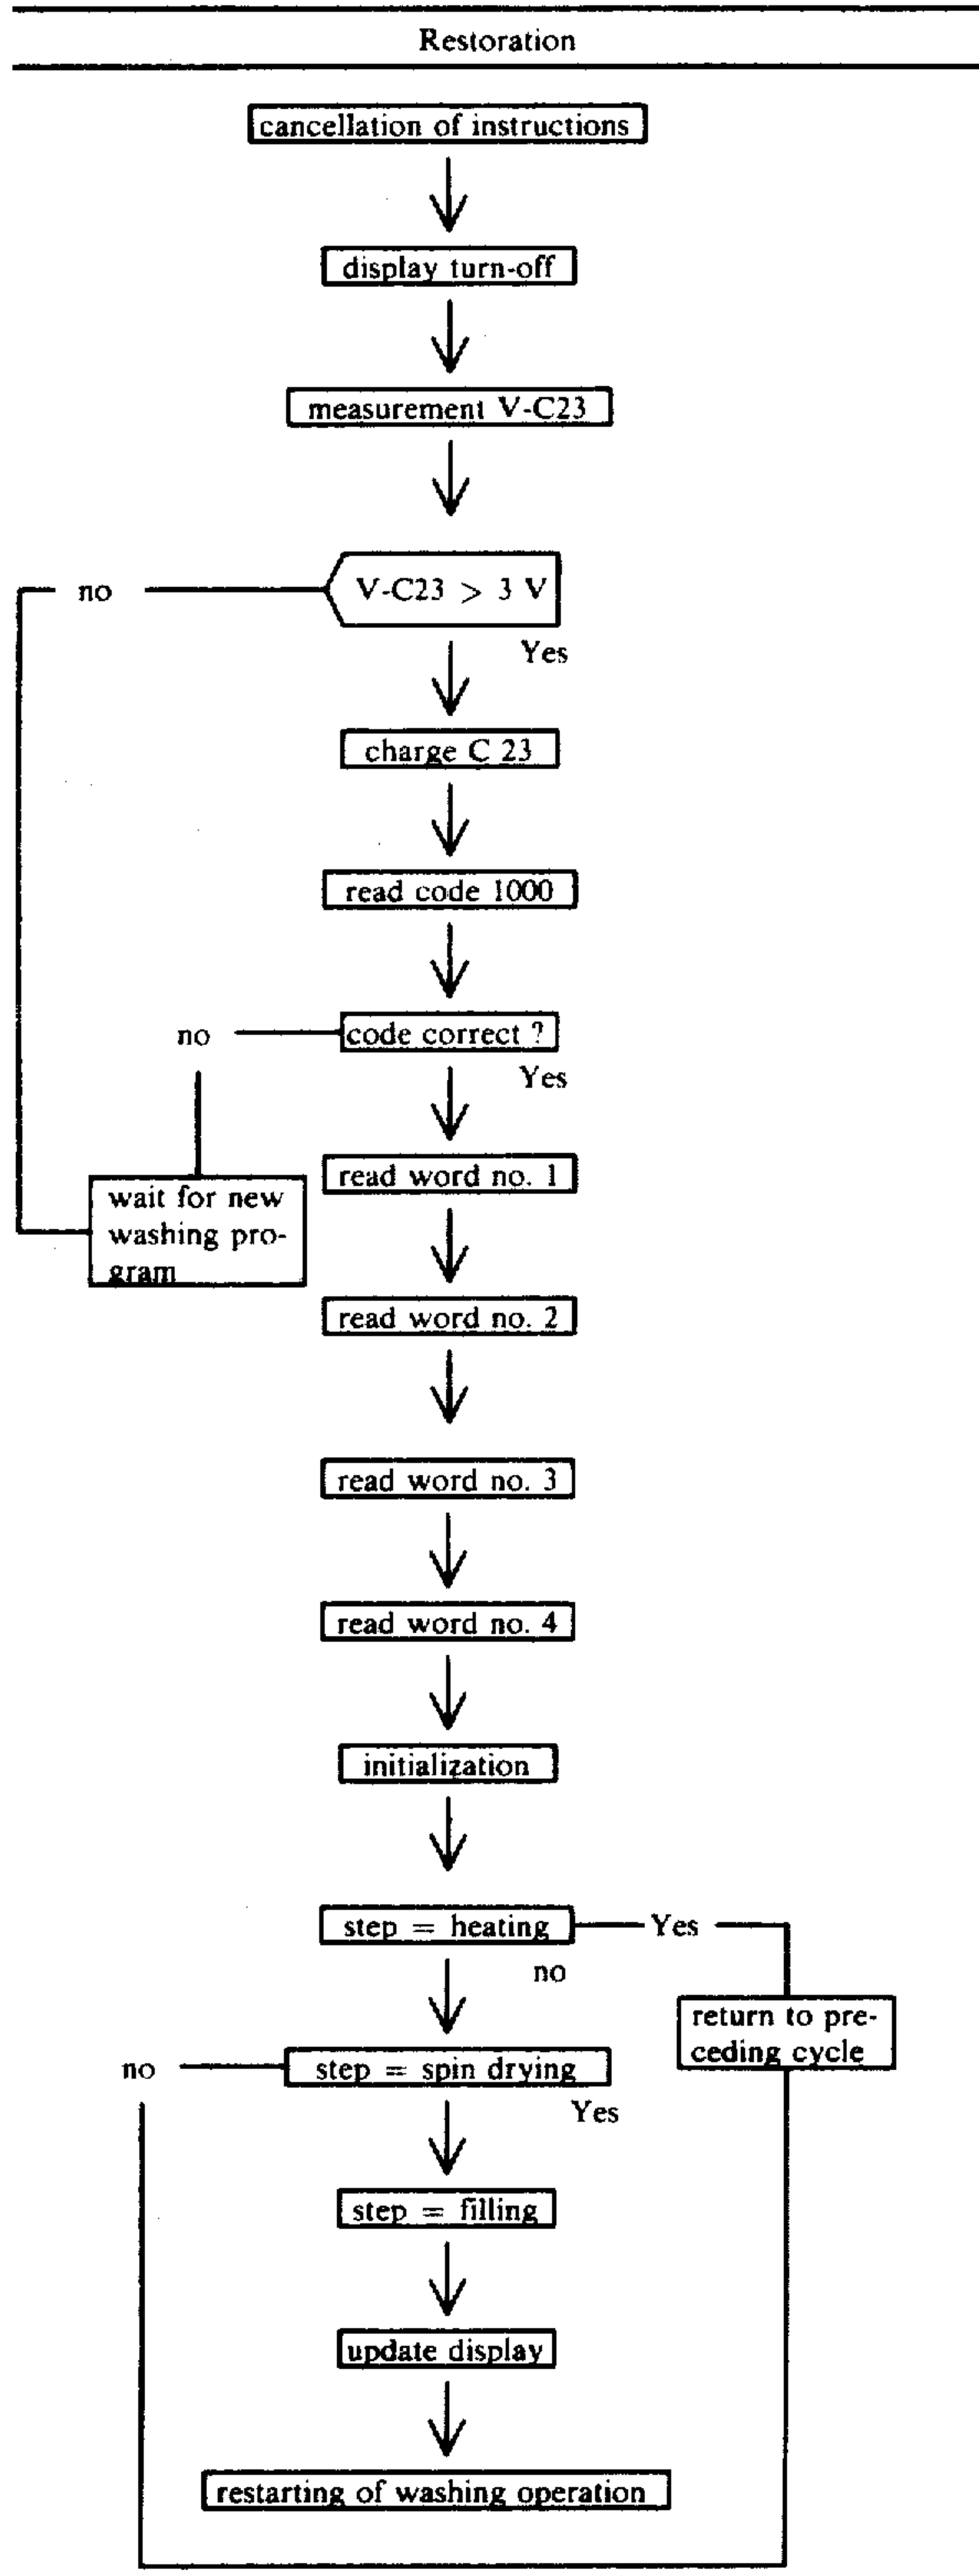 Restoration
cancellation of instructions
display turn-off
measurement V-C23
no
V-C23 > 3 V
Yes
charge C 23
read code 1000
no
code correct ?
Yes
read word no. 1
wait for new
washing pro-
gram
read word no. 2
read word no. 3
read word no. 4
initialization
step = heating
Yes
no
return to pre-
ceding cycle
no
step = spin drying
Yes
step = filling
update display
restarting of washing operation